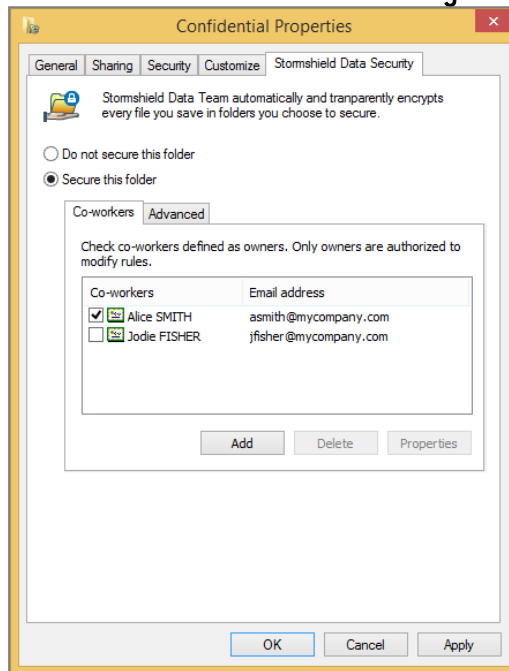 Confidential Properties
General Sharing Security Customize Stormshield Data Security
Stormshield Data Team automatically and tranparently encrypts
every file you save in folders you choose to secure.
Do not secure this folder
Secure this folder
Co-workers Advanced
Check co-workers defined as owners. Only owners are authorized to
modify rules.
Co-workers Email address
Alice SMITH asmith@mycompany.com
Jodie FISHER jfisher@mycompany.com
Add Delete Properties
OK Cancel Apply